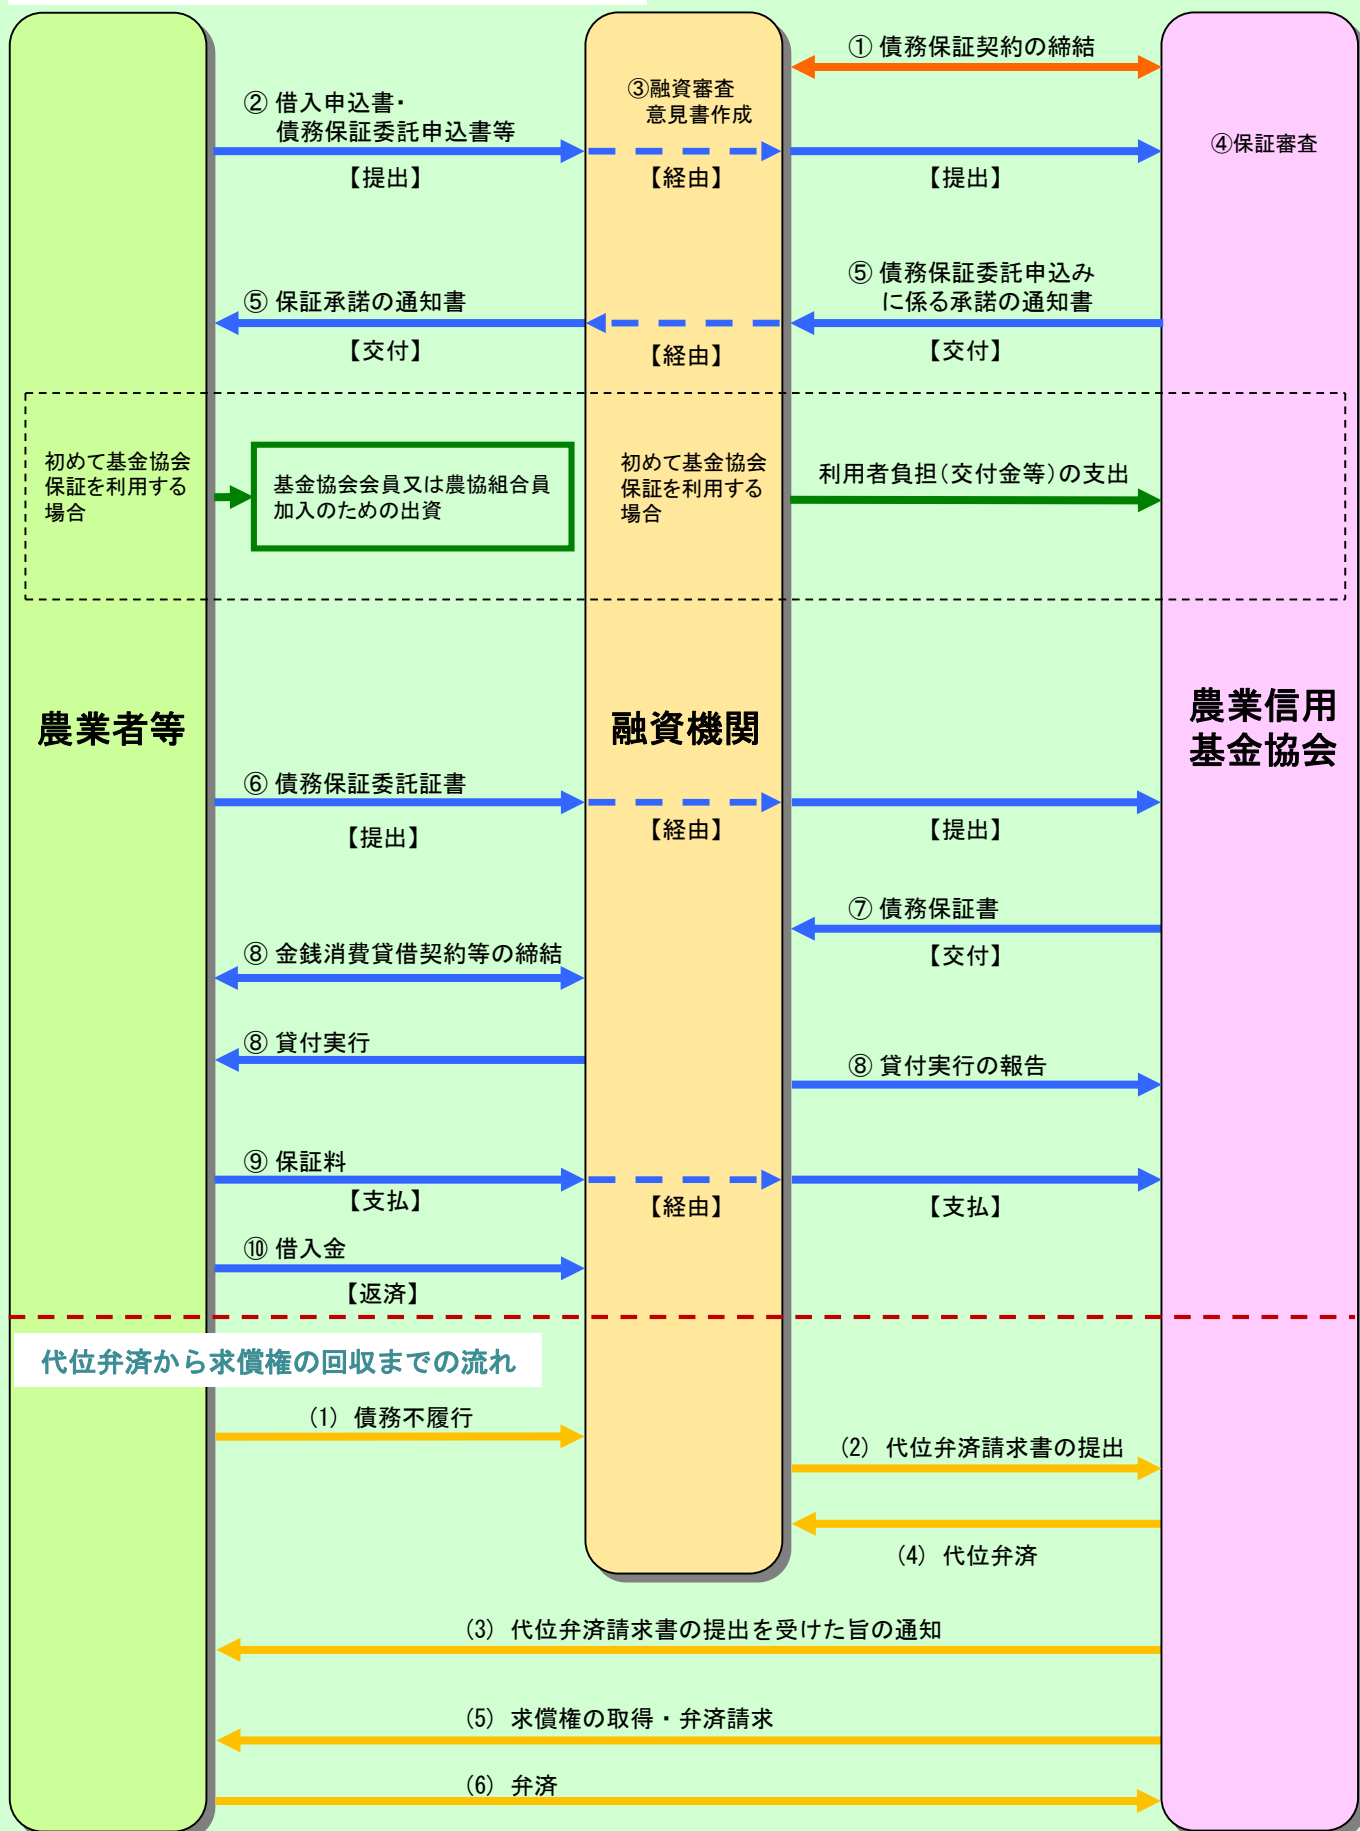 ① 債務保証契約の締結
② 借入申込書・
債務保証委託申込書等
【提出】
③融資審査
意見書作成
【経由】
【提出】
④保証審査
⑤ 債務保証委託申込み
に係る承諾の通知書
【交付】
【経由】
⑤ 保証承諾の通知書
【交付】
初めて基金協会
保証を利用する
場合
基金協会会員又は農協組合員
加入のための出資
初めて基金協会
保証を利用する
場合
利用者負担(交付金等)の支出
農業者等
融資機関
農業信用
基金協会
⑥ 債務保証委託証書
【提出】
【経由】
【提出】
⑦ 債務保証書
【交付】
⑧ 金銭消費貸借契約等の締結
⑧ 貸付実行
⑧ 貸付実行の報告
⑨ 保証料
【支払】
【経由】
【支払】
⑩ 借入金
【返済】
代位弁済から求償権の回収までの流れ
(1) 債務不履行
(2) 代位弁済請求書の提出
(4) 代位弁済
(3) 代位弁済請求書の提出を受けた旨の通知
(5) 求償権の取得・弁済請求
(6) 弁済